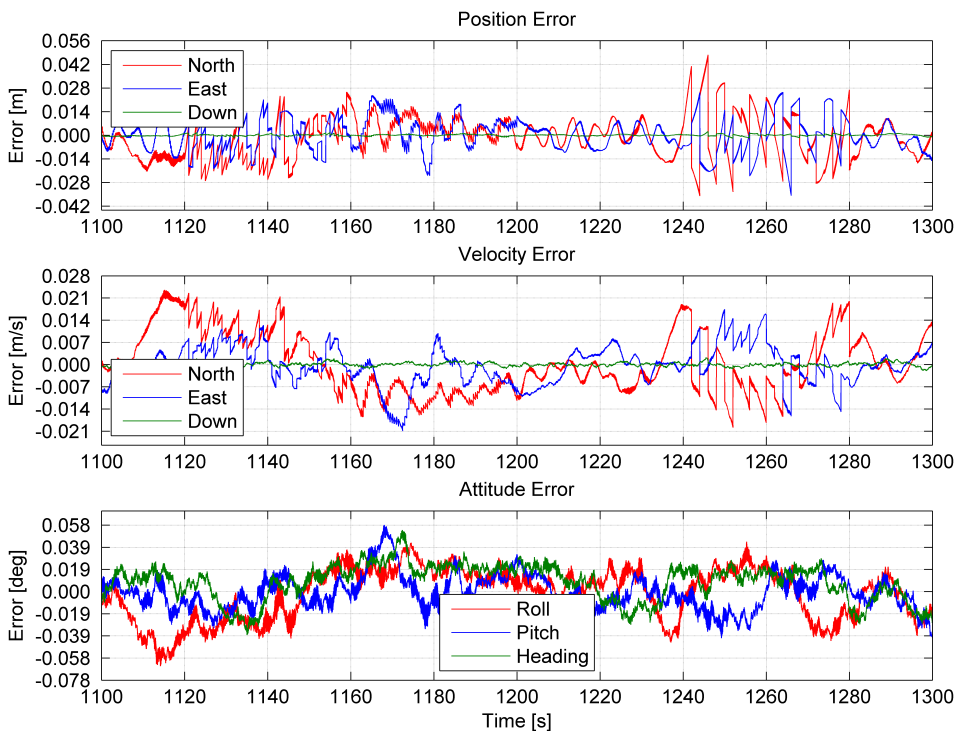 Position Error
Error [m]
0.056
0.042
0.028
0.014
0.000
-0.014
-0.028
-0.042
North
East
Down
1100 1120 1140 1160 1180 1200 1220 1240 1260 1280 1300
Velocity Error
Error [m/s]
0.028
0.021
0.014
0.007
0.000
-0.007
-0.014
-0.021
North
East
Down
1100 1120 1140 1160 1180 1200 1220 1240 1260 1280 1300
Attitude Error
Error [deg]
0.058
0.039
0.019
0.000
-0.019
-0.039
-0.058
-0.078
Roll
Pitch
Heading
1100 1120 1140 1160 1180 1200 1220 1240 1260 1280 1300
Time [s]